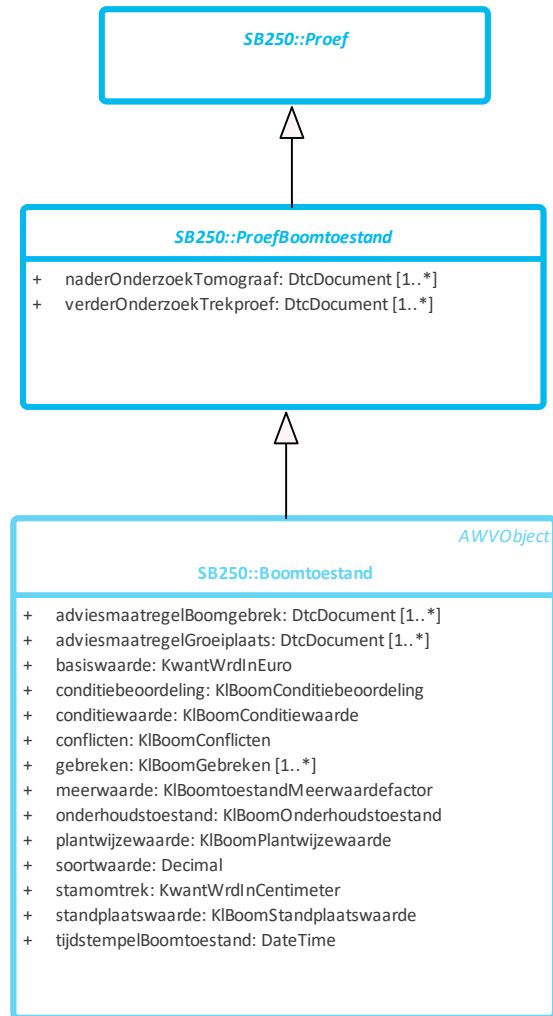 SB250::Proef
SB250::ProefBoomtoestand
+ naderOnderzoekTomograaf: DtcDocument [1..*]
+ verderOnderzoekTrekproef: DtcDocument [1..*]
AWVObject
SB250::Boomtoestand
+ adviesmaatregelBoomgebrek: DtcDocument [1..*]
+ adviesmaatregelGroeiplaats: DtcDocument [1..*]
+ basiswaarde: KwantWrdInEuro
+ conditiebeoordeling: KlBoomConditiebeoordeling
+ conditiewaarde: KlBoomConditiewaarde
+ conflicten: KlBoomConflicten
+ gebreken: KlBoomGebreken [1..*]
+ meerwaarde: KlBoomtoestandMeerwaardefactor
+ onderhoudstoestand: KlBoomOnderhoudstoestand
+ plantwijzewaarde: KlBoomPlantwijzewaarde
+ soortwaarde: Decimal
+ stamomtrek: KwantWrdInCentimeter
+ standplaatswaarde: KlBoomStandplaatswaarde
+ tijdstempelBoomtoestand: DateTime